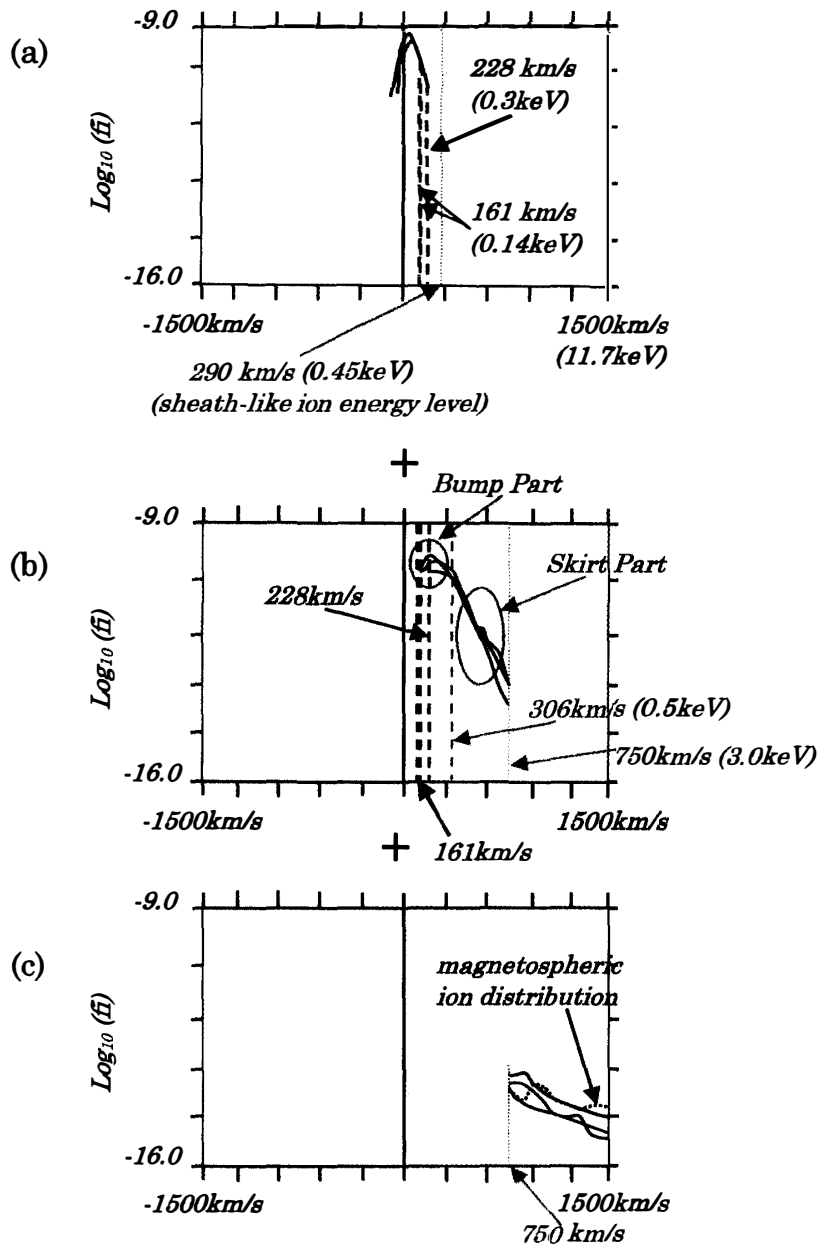 (a)
-9.0
Log10 (fi)
228 km/s
(0.3keV)
161 km/s
(0.14keV)
-16.0
-1500km/s
1500km/s
(11.7keV)
290 km/s (0.45keV)
(sheath-like ion energy level)
+
Bump Part
(b)
-9.0
Log10 (fi)
Skirt Part
228km/s
306km/s (0.5keV)
750km/s (3.0keV)
-16.0
-1500km/s
1500km/s
161km/s
+
(c)
-9.0
Log10 (fi)
magnetospheric
ion distribution
-16.0
-1500km/s
1500km/s
750 km/s